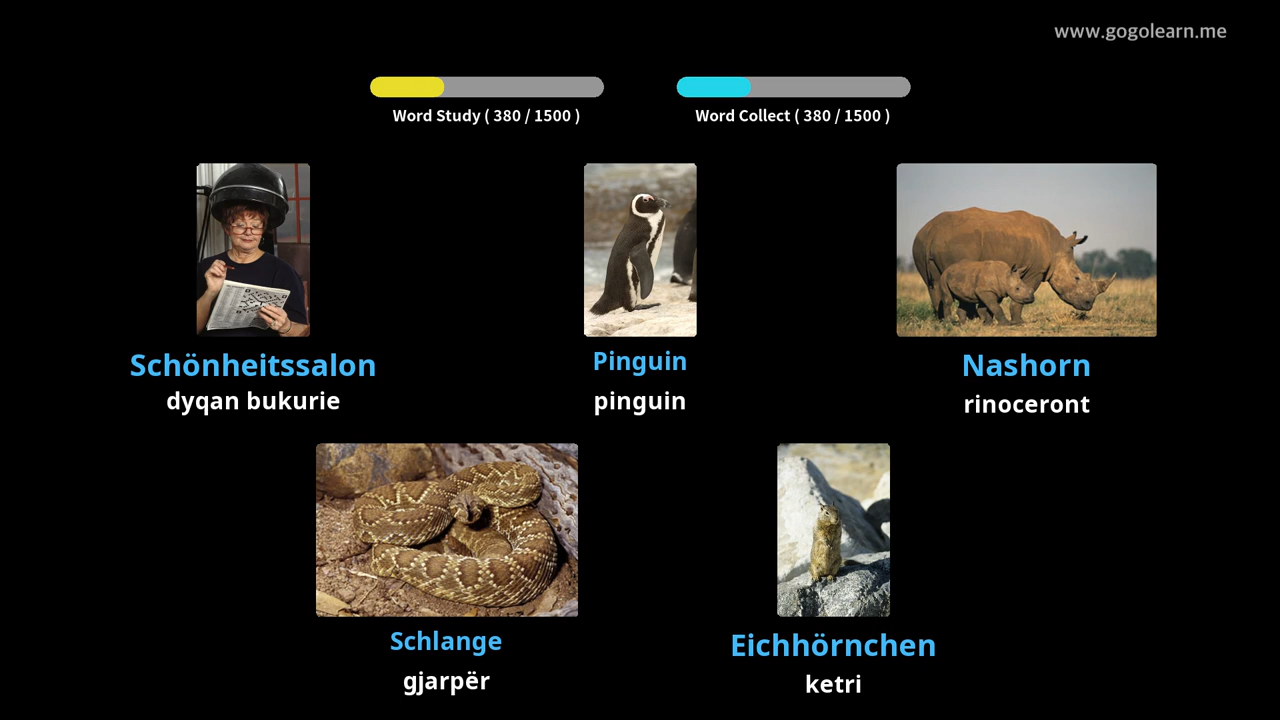 www.gogolearn.me
Word Study ( 380 / 1500 )
Word Collect ( 380 / 1500 )
Schönheitssalon
dyqan bukurie
Pinguin
pinguin
Nashorn
rinoceront
Schlange
gjarpër
Eichhörnchen
ketri